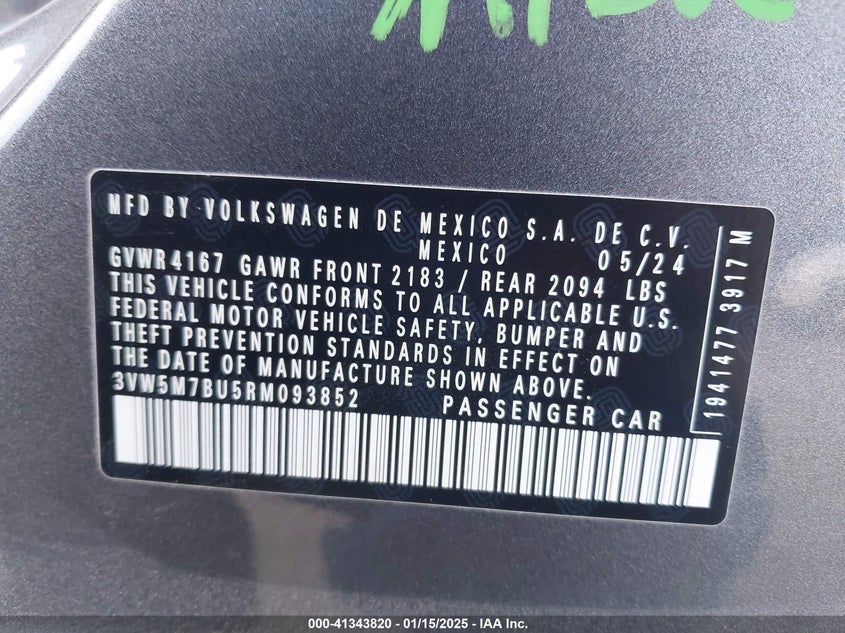 MFD BY VOLKSWAGEN DE MEXICO S.A. DE C.V.
MEXICO 05/24
GVWR 4167 GAWR FRONT 2183 / REAR 2094 LBS
THIS VEHICLE CONFORMS TO ALL APPLICABLE U.S.
FEDERAL MOTOR VEHICLE SAFETY, BUMPER AND
THEFT PREVENTION STANDARDS IN EFFECT ON
THE DATE OF MANUFACTURE SHOWN ABOVE.
3VW5M7BU5RM093852 PASSENGER CAR
1941477 3917 M
000-41343820 - 01/15/2025 - IAA Inc.